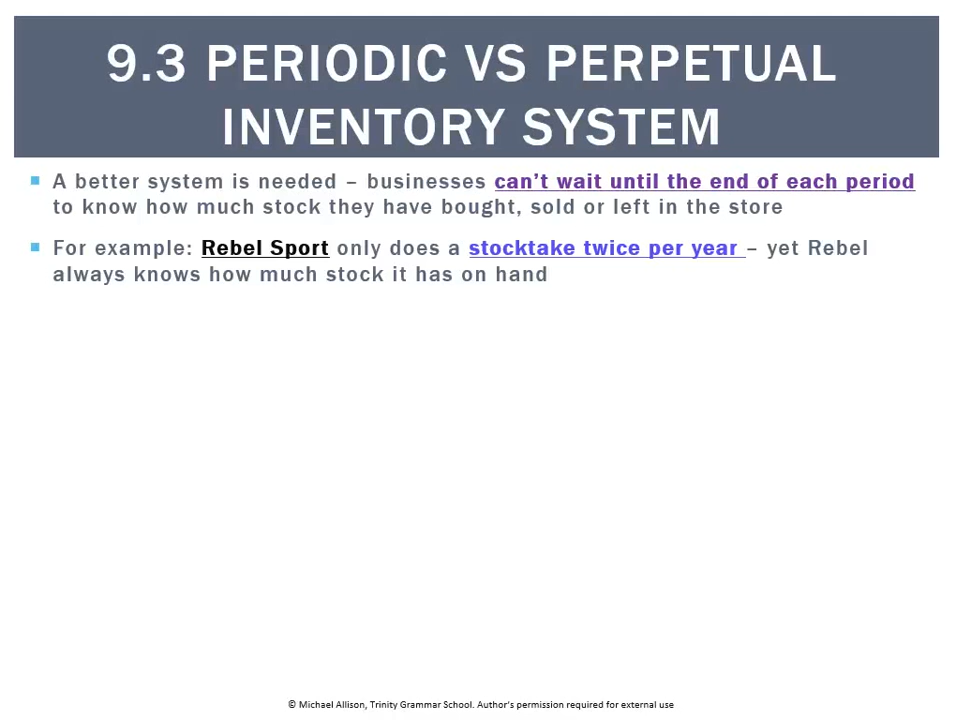 9.3 PERIODIC VS PERPETUAL
INVENTORY SYSTEM
A better system is needed – businesses can't wait until the end of each period
to know how much stock they have bought, sold or left in the store
For example: Rebel Sport only does a stocktake twice per year – yet Rebel
always knows how much stock it has on hand
© Michael Allison, Trinity Grammar School. Author's permission required for external use